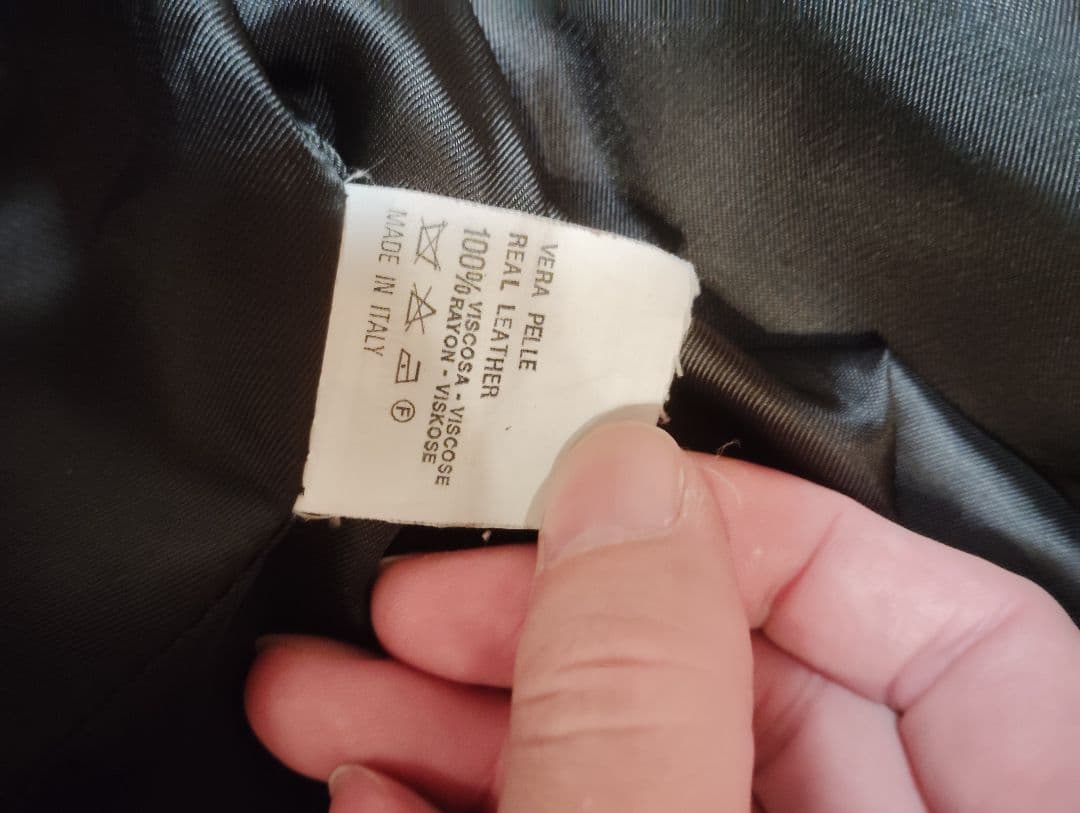 VERA PELLE
REAL LEATHER
100% VISCOSA - VISCOSE
RAYON - VISKOSE
F
MADE IN ITALY